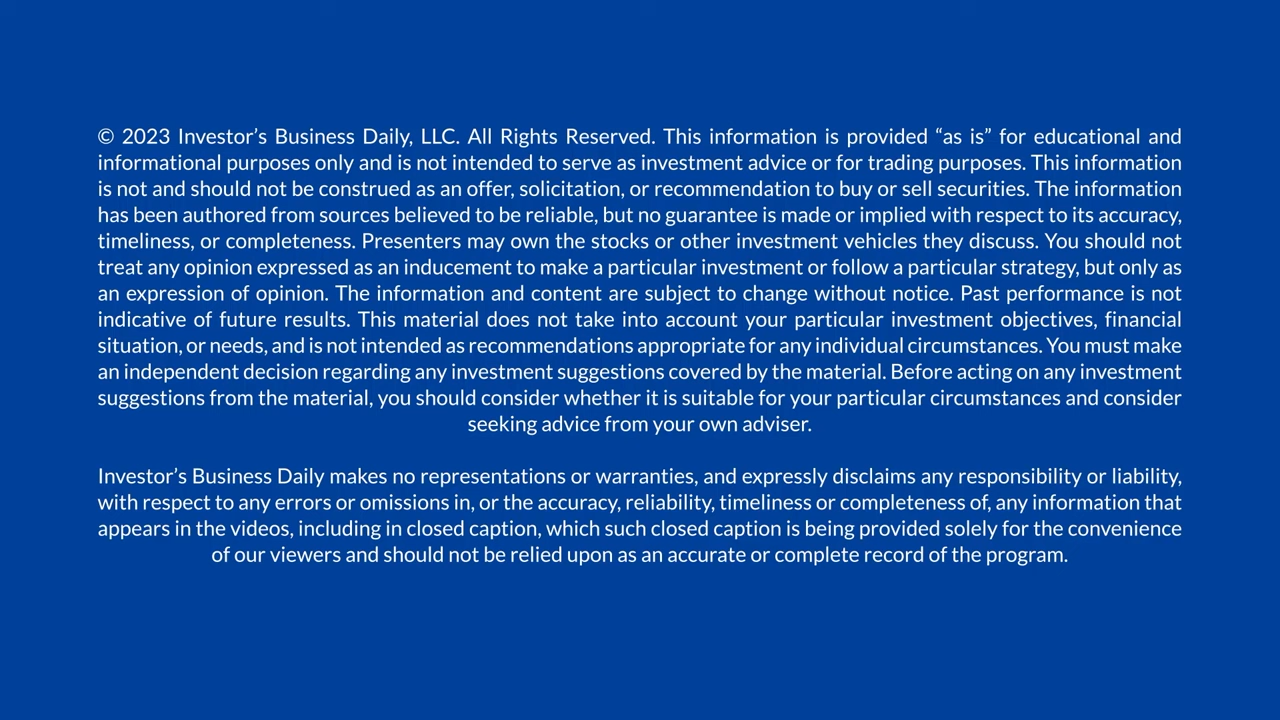 © 2023 Investor’s Business Daily, LLC. All Rights Reserved. This information is provided “as is” for educational and
informational purposes only and is not intended to serve as investment advice or for trading purposes. This information
is not and should not be construed as an offer, solicitation, or recommendation to buy or sell securities. The information
has been authored from sources believed to be reliable, but no guarantee is made or implied with respect to its accuracy,
timeliness, or completeness. Presenters may own the stocks or other investment vehicles they discuss. You should not
treat any opinion expressed as an inducement to make a particular investment or follow a particular strategy, but only as
an expression of opinion. The information and content are subject to change without notice. Past performance is not
indicative of future results. This material does not take into account your particular investment objectives, financial
situation, or needs, and is not intended as recommendations appropriate for any individual circumstances. You must make
an independent decision regarding any investment suggestions covered by the material. Before acting on any investment
suggestions from the material, you should consider whether it is suitable for your particular circumstances and consider
seeking advice from your own adviser.
Investor’s Business Daily makes no representations or warranties, and expressly disclaims any responsibility or liability,
with respect to any errors or omissions in, or the accuracy, reliability, timeliness or completeness of, any information that
appears in the videos, including in closed caption, which such closed caption is being provided solely for the convenience
of our viewers and should not be relied upon as an accurate or complete record of the program.